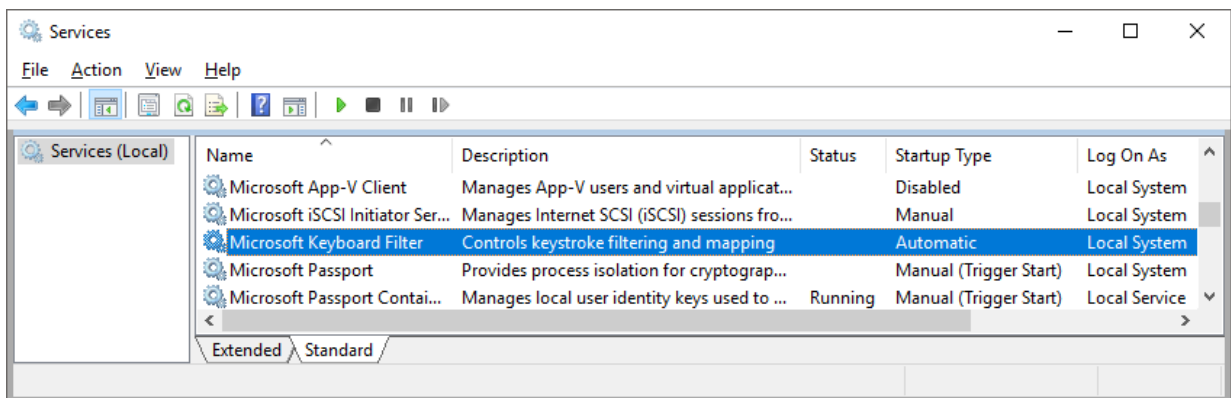 Services
File Action View Help
Services (Local)
Name Description Status Startup Type Log On As
Microsoft App-V Client Manages App-V users and virtual applicat... Disabled Local System
Microsoft iSCSI Initiator Ser... Manages Internet SCSI (iSCSI) sessions fro... Manual Local System
Microsoft Keyboard Filter Controls keystroke filtering and mapping Automatic Local System
Microsoft Passport Provides process isolation for cryptograp... Manual (Trigger Start) Local System
Microsoft Passport Contai... Manages local user identity keys used to ... Running Manual (Trigger Start) Local Service
Extended Standard